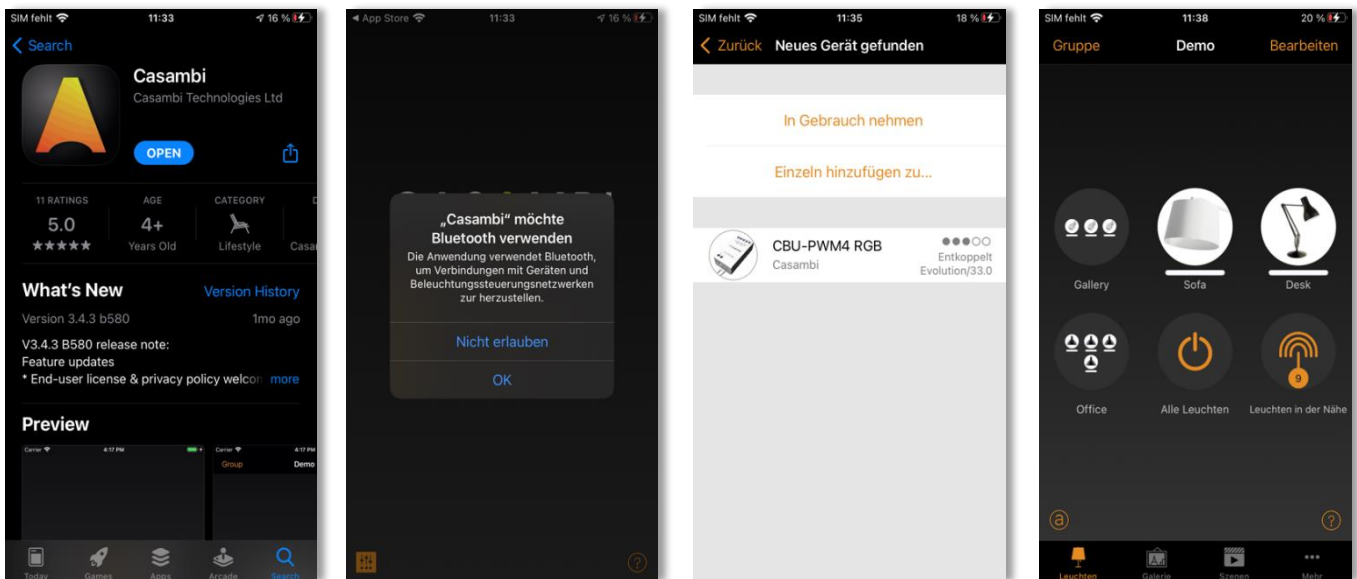 SIM fehlt 11:33 16 %
Search
Casambi
Casambi Technologies Ltd
OPEN
11 RATINGS AGE CATEGORY
5.0 4+
★★★★★ Years Old Lifestyle Casa
What's New Version History
Version 3.4.3 b580 1mo ago
V3.4.3 B580 release note:
Feature updates
* End-user license & privacy policy welcon more
Preview
Carrier 4:17 PM
Carrier 4:17 PM
Group Demo
Today Games Apps Arcade Search
App Store 11:33 16 %
„Casambi“ möchte
Bluetooth verwenden
Die Anwendung verwendet Bluetooth,
um Verbindungen mit Geräten und
Beleuchtungssteuerungsnetzwerken
zur herzustellen.
Nicht erlauben
OK
?
SIM fehlt 11:35 18 %
Zurück Neues Gerät gefunden
In Gebrauch nehmen
Einzeln hinzufügen zu...
CBU-PWM4 RGB
Casambi
Entkoppelt
Evolution/33.0
SIM fehlt 11:38 20 %
Gruppe Demo Bearbeiten
Gallery Sofa Desk
9
Office Alle Leuchten Leuchten in der Nähe
a ?
Leuchten Galerie Szenen Mehr